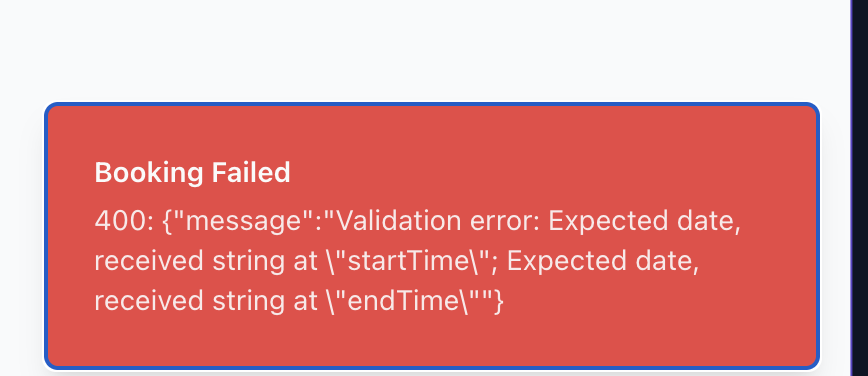 Booking Failed
400: {"message":"Validation error: Expected date,
received string at \"startTime\"; Expected date,
received string at \"endTime\""}